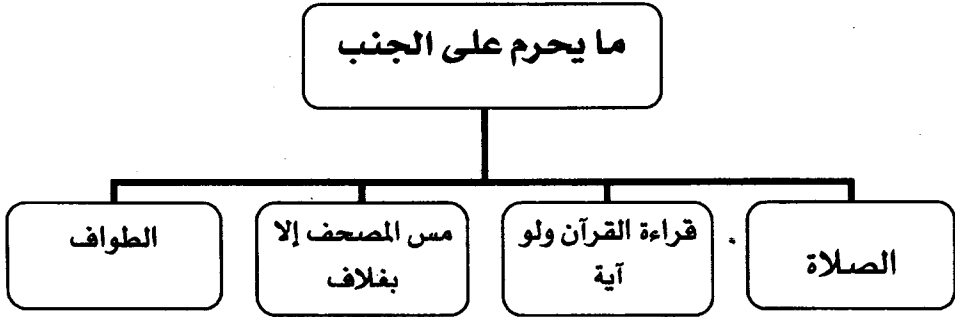 ما يحرم على الجنب
الصلاة
قراءة القرآن ولو
آية
مس المصحف إلا
بغلاف
الطواف